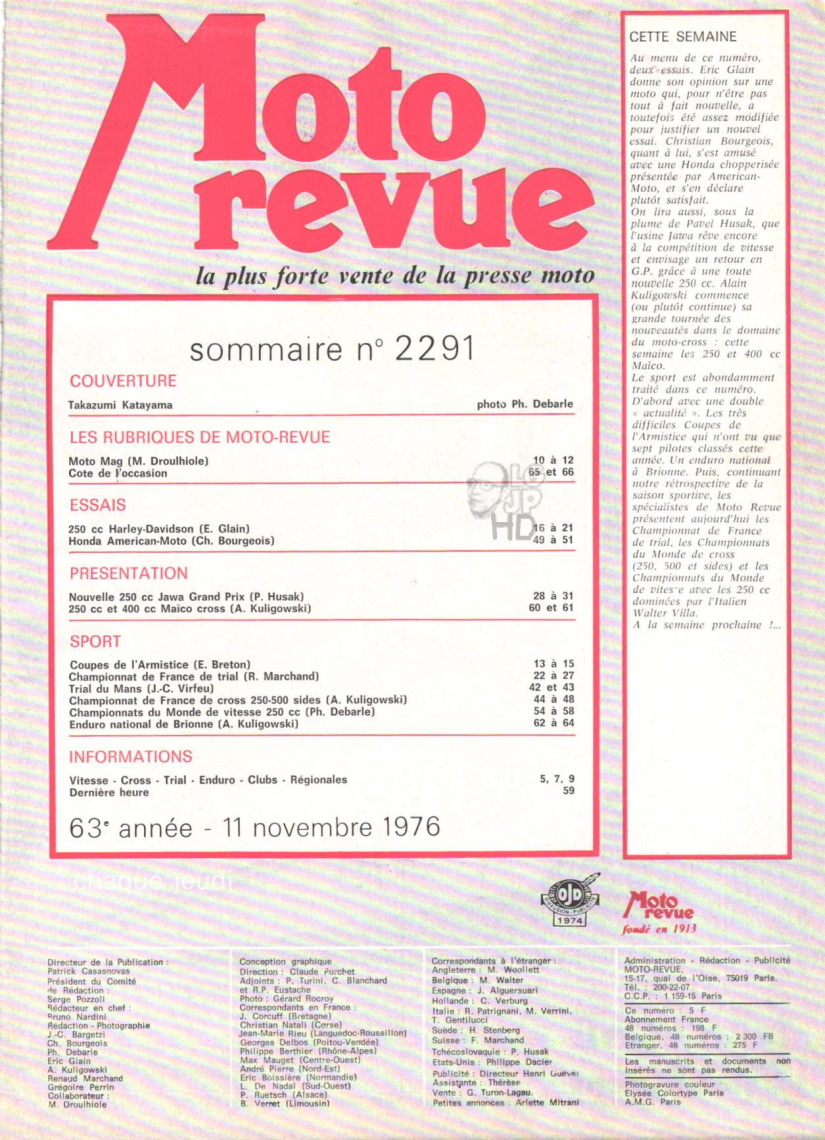 Moto
revue
la plus forte vente de la presse moto
sommaire n° 2291
COUVERTURE
Takazumi Katayama photo Ph. Debarle
LES RUBRIQUES DE MOTO-REVUE
Moto Mag (M. Droulhiole) 10 à 12
Cote de l'occasion 65 et 66
ESSAIS
250 cc Harley-Davidson (E. Glain) 16 à 21
Honda American-Moto (Ch. Bourgeois) 49 à 51
PRESENTATION
Nouvelle 250 cc Jawa Grand Prix (P. Husak) 28 à 31
250 cc et 400 cc Maïco cross (A. Kuligowski) 60 et 61
SPORT
Coupes de l'Armistice (E. Breton) 13 à 15
Championnat de France de trial (R. Marchand) 22 à 27
Trial du Mans (J.-C. Virfeu) 42 et 43
Championnat de France de cross 250-500 sides (A. Kuligowski) 44 à 48
Championnats du Monde de vitesse 250 cc (Ph. Debarle) 54 à 58
Enduro national de Brionne (A. Kuligowski) 62 à 64
INFORMATIONS
Vitesse - Cross - Trial - Enduro - Clubs - Régionales 5, 7, 9
Dernière heure 59
63e année - 11 novembre 1976
chaque jeudi
CETTE SEMAINE
Au menu de ce numéro,
deux essais. Eric Glain
donne son opinion sur une
moto qui, pour n'être pas
tout à fait nouvelle, a
toutefois été assez modifiée
pour justifier un nouvel
essai. Christian Bourgeois,
quant à lui, s'est amusé
avec une Honda chopperisée
présentée par American-
Moto, et s'en déclare
plutôt satisfait.
On lira aussi, sous la
plume de Pavel Husak, que
l'usine Jawa rêve encore
à la compétition de vitesse
et envisage un retour en
G.P. grâce à une toute
nouvelle 250 cc. Alain
Kuligowski commence
(ou plutôt continue) sa
grande tournée des
nouveautés dans le domaine
du moto-cross : cette
semaine les 250 et 400 cc
Maïco.
Le sport est abondamment
traité dans ce numéro.
D'abord avec une double
« actualité ». Les très
difficiles Coupes de
l'Armistice qui n'ont vu que
sept pilotes classés cette
année. Un enduro national
à Brionne. Puis, continuant
notre rétrospective de la
saison sportive, les
spécialistes de Moto Revue
présentent aujourd'hui les
Championnat de France
de trial, les Championnats
du Monde de cross
(250, 500 et sides) et les
Championnats du Monde
de vites-e avec les 250 cc
dominées par l'Italien
Walter Villa.
A la semaine prochaine !...
LO
JP
HD
OJD
1974
Moto
revue
fondé en 1913
Directeur de la Publication :
Patrick Casasnovas
Président du Comité
de Rédaction :
Serge Pozzoli
Rédacteur en chef :
Bruno Nardini
Rédaction - Photographie
J.-C. Bargetzi
Ch. Bourgeois
Ph. Debarle
Eric Glain
A. Kuligowski
Renaud Marchand
Grégoire Perrin
Collaborateur :
M. Droulhiole
Conception graphique
Direction : Claude Porchet
Adjoints : P. Turini, C. Blanchard
et R.P. Eustache
Photo : Gérard Rocroy
Correspondants en France :
J. Corcuff (Bretagne)
Christian Natali (Corse)
Jean-Marie Rieu (Languedoc-Roussillon)
Georges Delbos (Poitou-Vendée)
Philippe Berthier (Rhône-Alpes)
Max Mauget (Centre-Ouest)
André Pierre (Nord-Est)
Eric Boissière (Normandie)
L. De Nadaï (Sud-Ouest)
P. Ruetsch (Alsace)
B. Verret (Limousin)
Correspondants à l'étranger :
Angleterre : M. Woollett
Belgique : M. Walter
Espagne : J. Alguersuari
Hollande : C. Verburg
Italie : R. Patrignani, M. Verrini,
T. Gentilucci
Suède : H. Stenberg
Suisse : F. Marchand
Tchécoslovaquie : P. Husak
Etats-Unis : Philippe Dacier
Publicité : Directeur Henri Guevel
Assistante : Thérèse
Vente : G. Turon-Lagau.
Petites annonces : Arlette Mitrani
Administration - Rédaction - Publicité
MOTO-REVUE,
15-17, quai de l'Oise, 75019 Paris.
Tél. : 200-22-07
C.C.P. : 1 159-15 Paris
Ce numéro : 5 F
Abonnement France
48 numéros : 198 F
Belgique, 48 numéros : 2 300 FB
Etranger, 48 numéros : 275 F
Les manuscrits et documents non
insérés ne sont pas rendus.
Photogravure couleur :
Elysée Colortype Paris
A.M.G. Paris